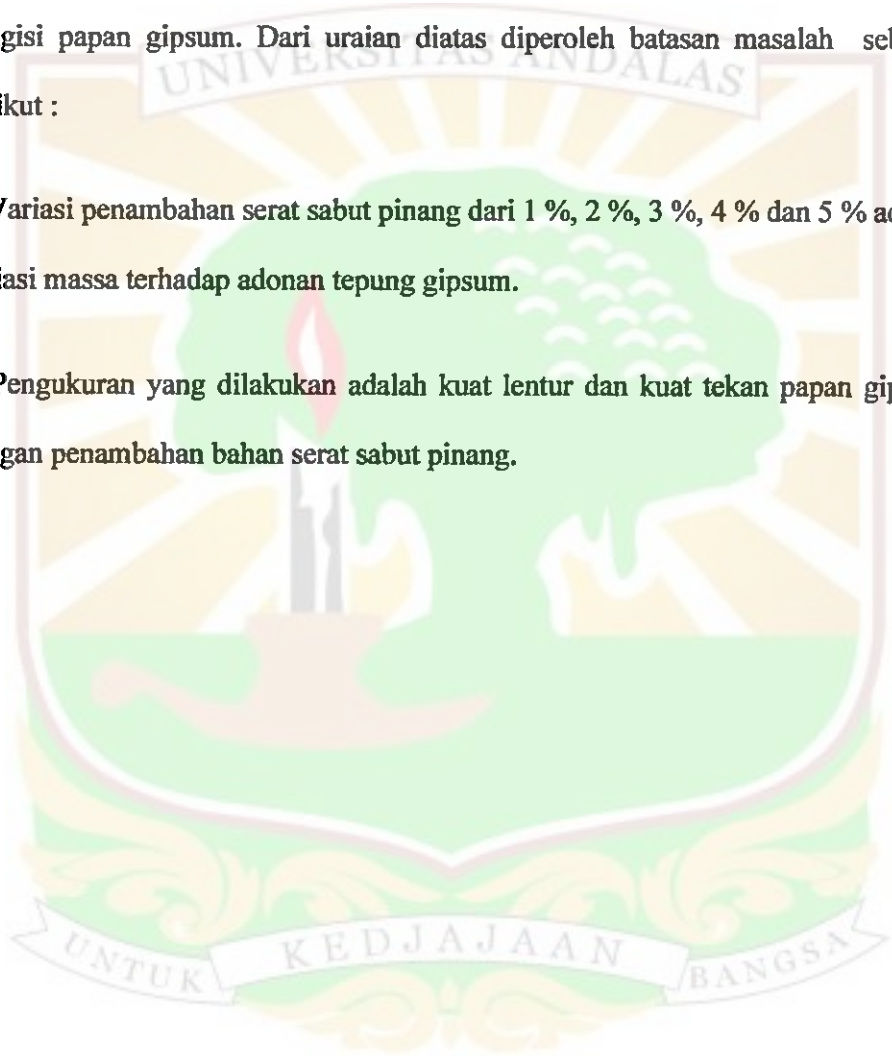 gisi papan gipsum. Dari uraian diatas diperoleh batasan masalah sel
ikut :
Variasi penambahan serat sabut pinang dari 1 %, 2 %, 3 %, 4 % dan 5 % ad
iasi massa terhadap adonan tepung gipsum.
Pengukuran yang dilakukan adalah kuat lentur dan kuat tekan papan gip
gan penambahan bahan serat sabut pinang.
UNIVERSITAS ANDALAS
UNTUK KEDJAJAAN BANGSA